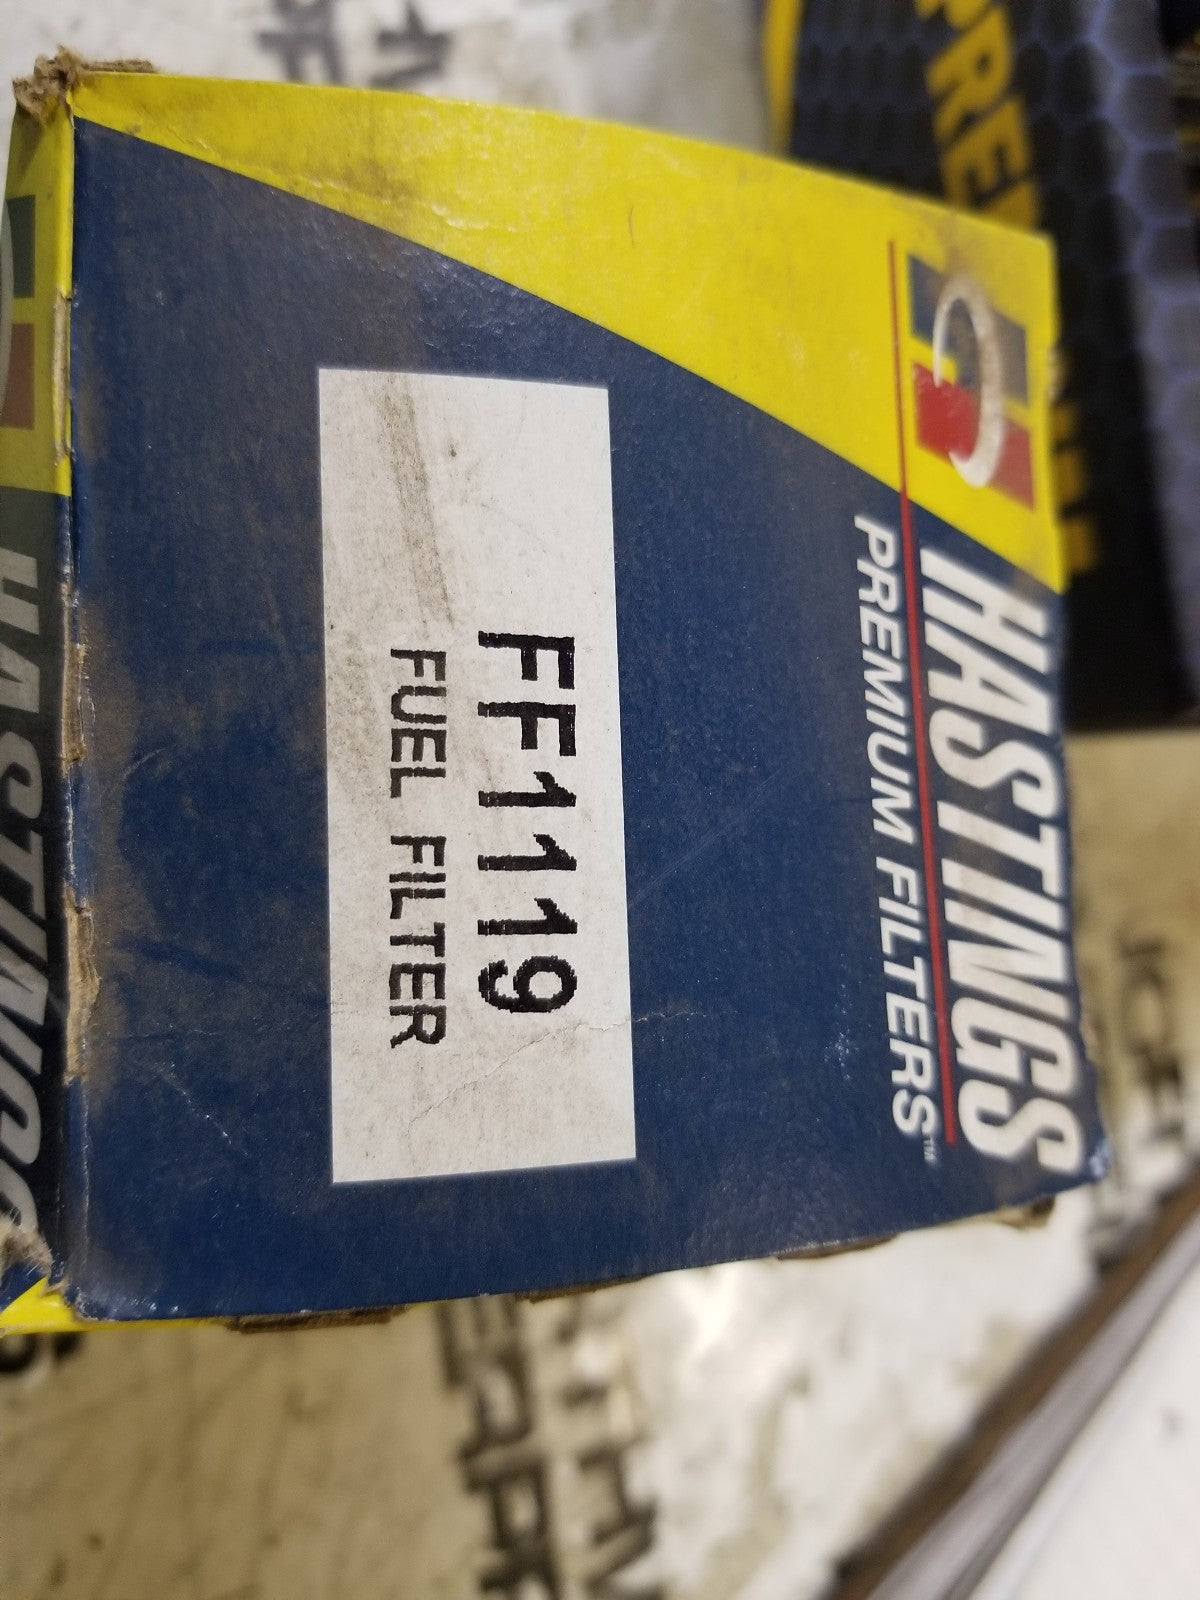 HASTINGS
PREMIUM FILTERS™
FF1119
FUEL FILTER
HASTINGS